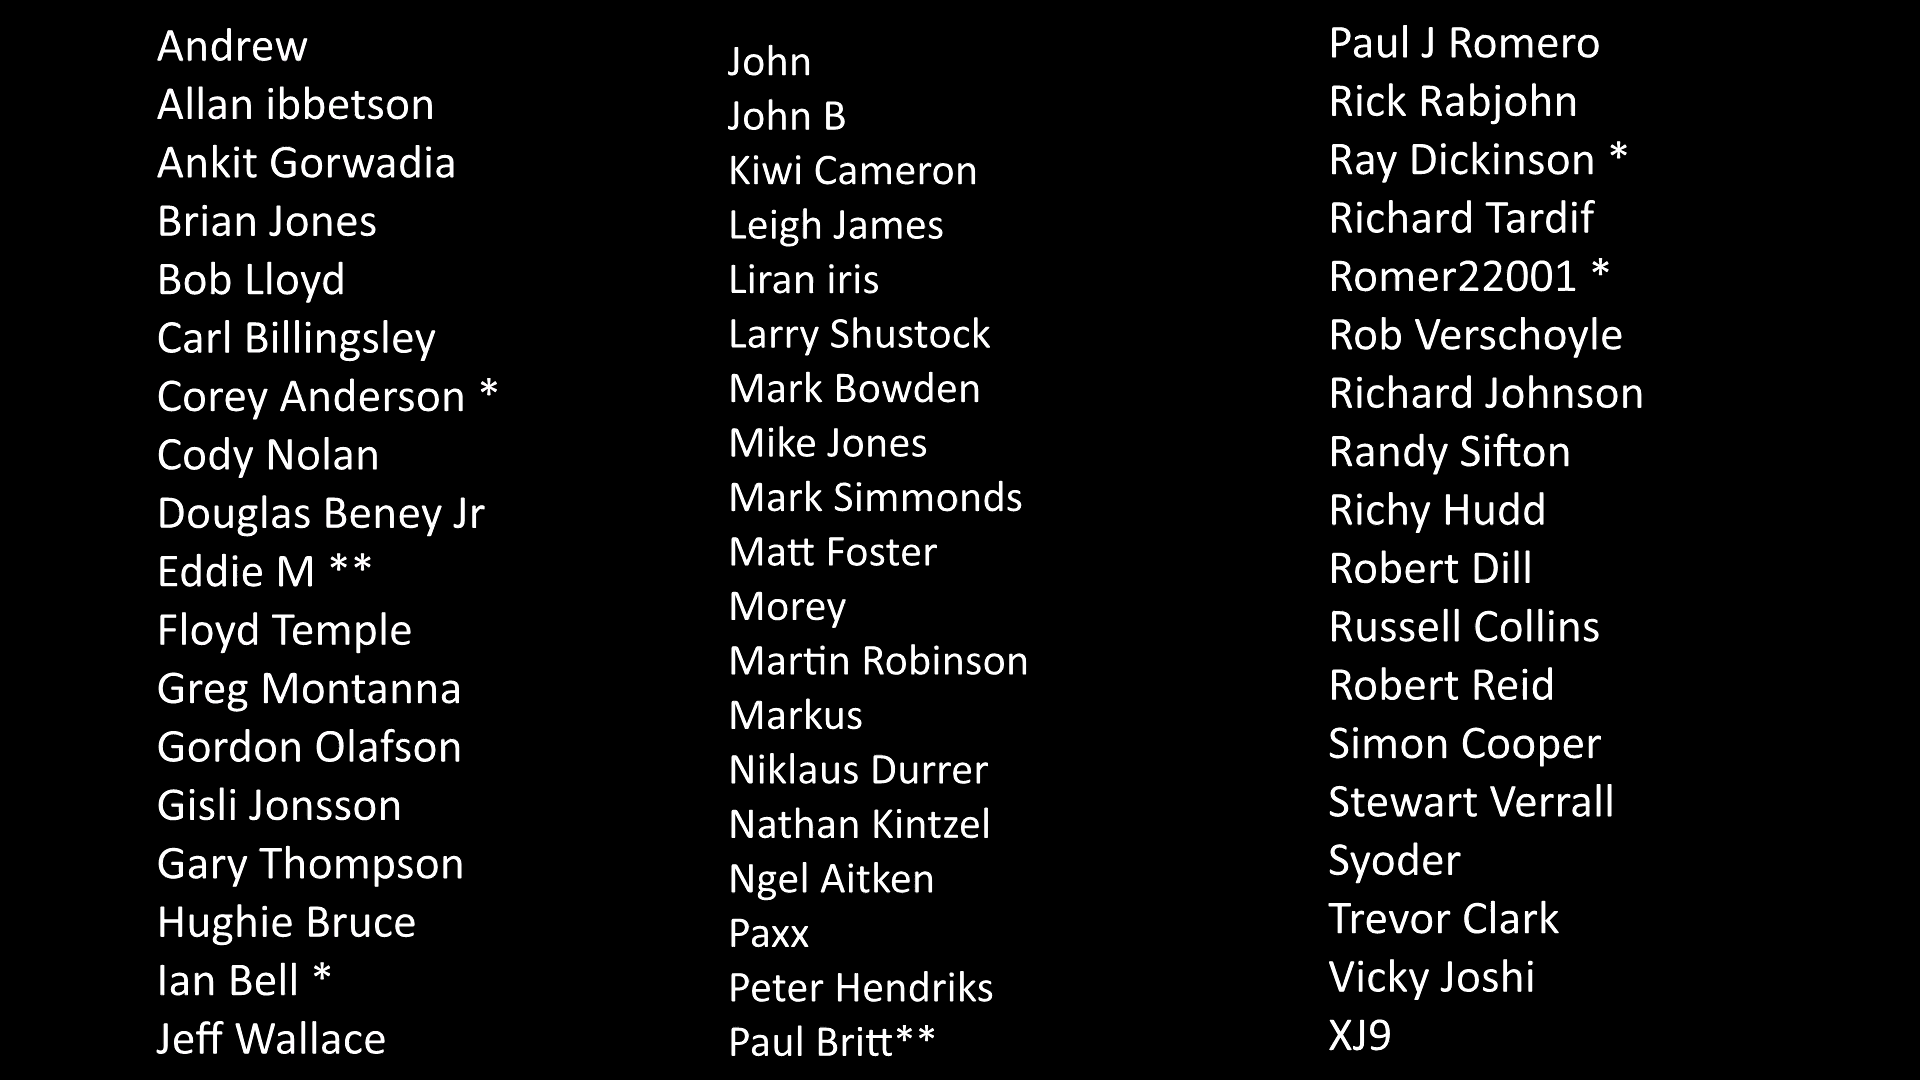 Andrew
Allan ibbetson
Ankit Gorwadia
Brian Jones
Bob Lloyd
Carl Billingsley
Corey Anderson *
Cody Nolan
Douglas Beney Jr
Eddie M **
Floyd Temple
Greg Montanna
Gordon Olafson
Gisli Jonsson
Gary Thompson
Hughie Bruce
Ian Bell *
Jeff Wallace
John
John B
Kiwi Cameron
Leigh James
Liran iris
Larry Shustock
Mark Bowden
Mike Jones
Mark Simmonds
Matt Foster
Morey
Martin Robinson
Markus
Niklaus Durrer
Nathan Kintzel
Ngel Aitken
Paxx
Peter Hendriks
Paul Britt**
Paul J Romero
Rick Rabjohn
Ray Dickinson *
Richard Tardif
Romer22001 *
Rob Verschoyle
Richard Johnson
Randy Sifton
Richy Hudd
Robert Dill
Russell Collins
Robert Reid
Simon Cooper
Stewart Verrall
Syoder
Trevor Clark
Vicky Joshi
XJ9